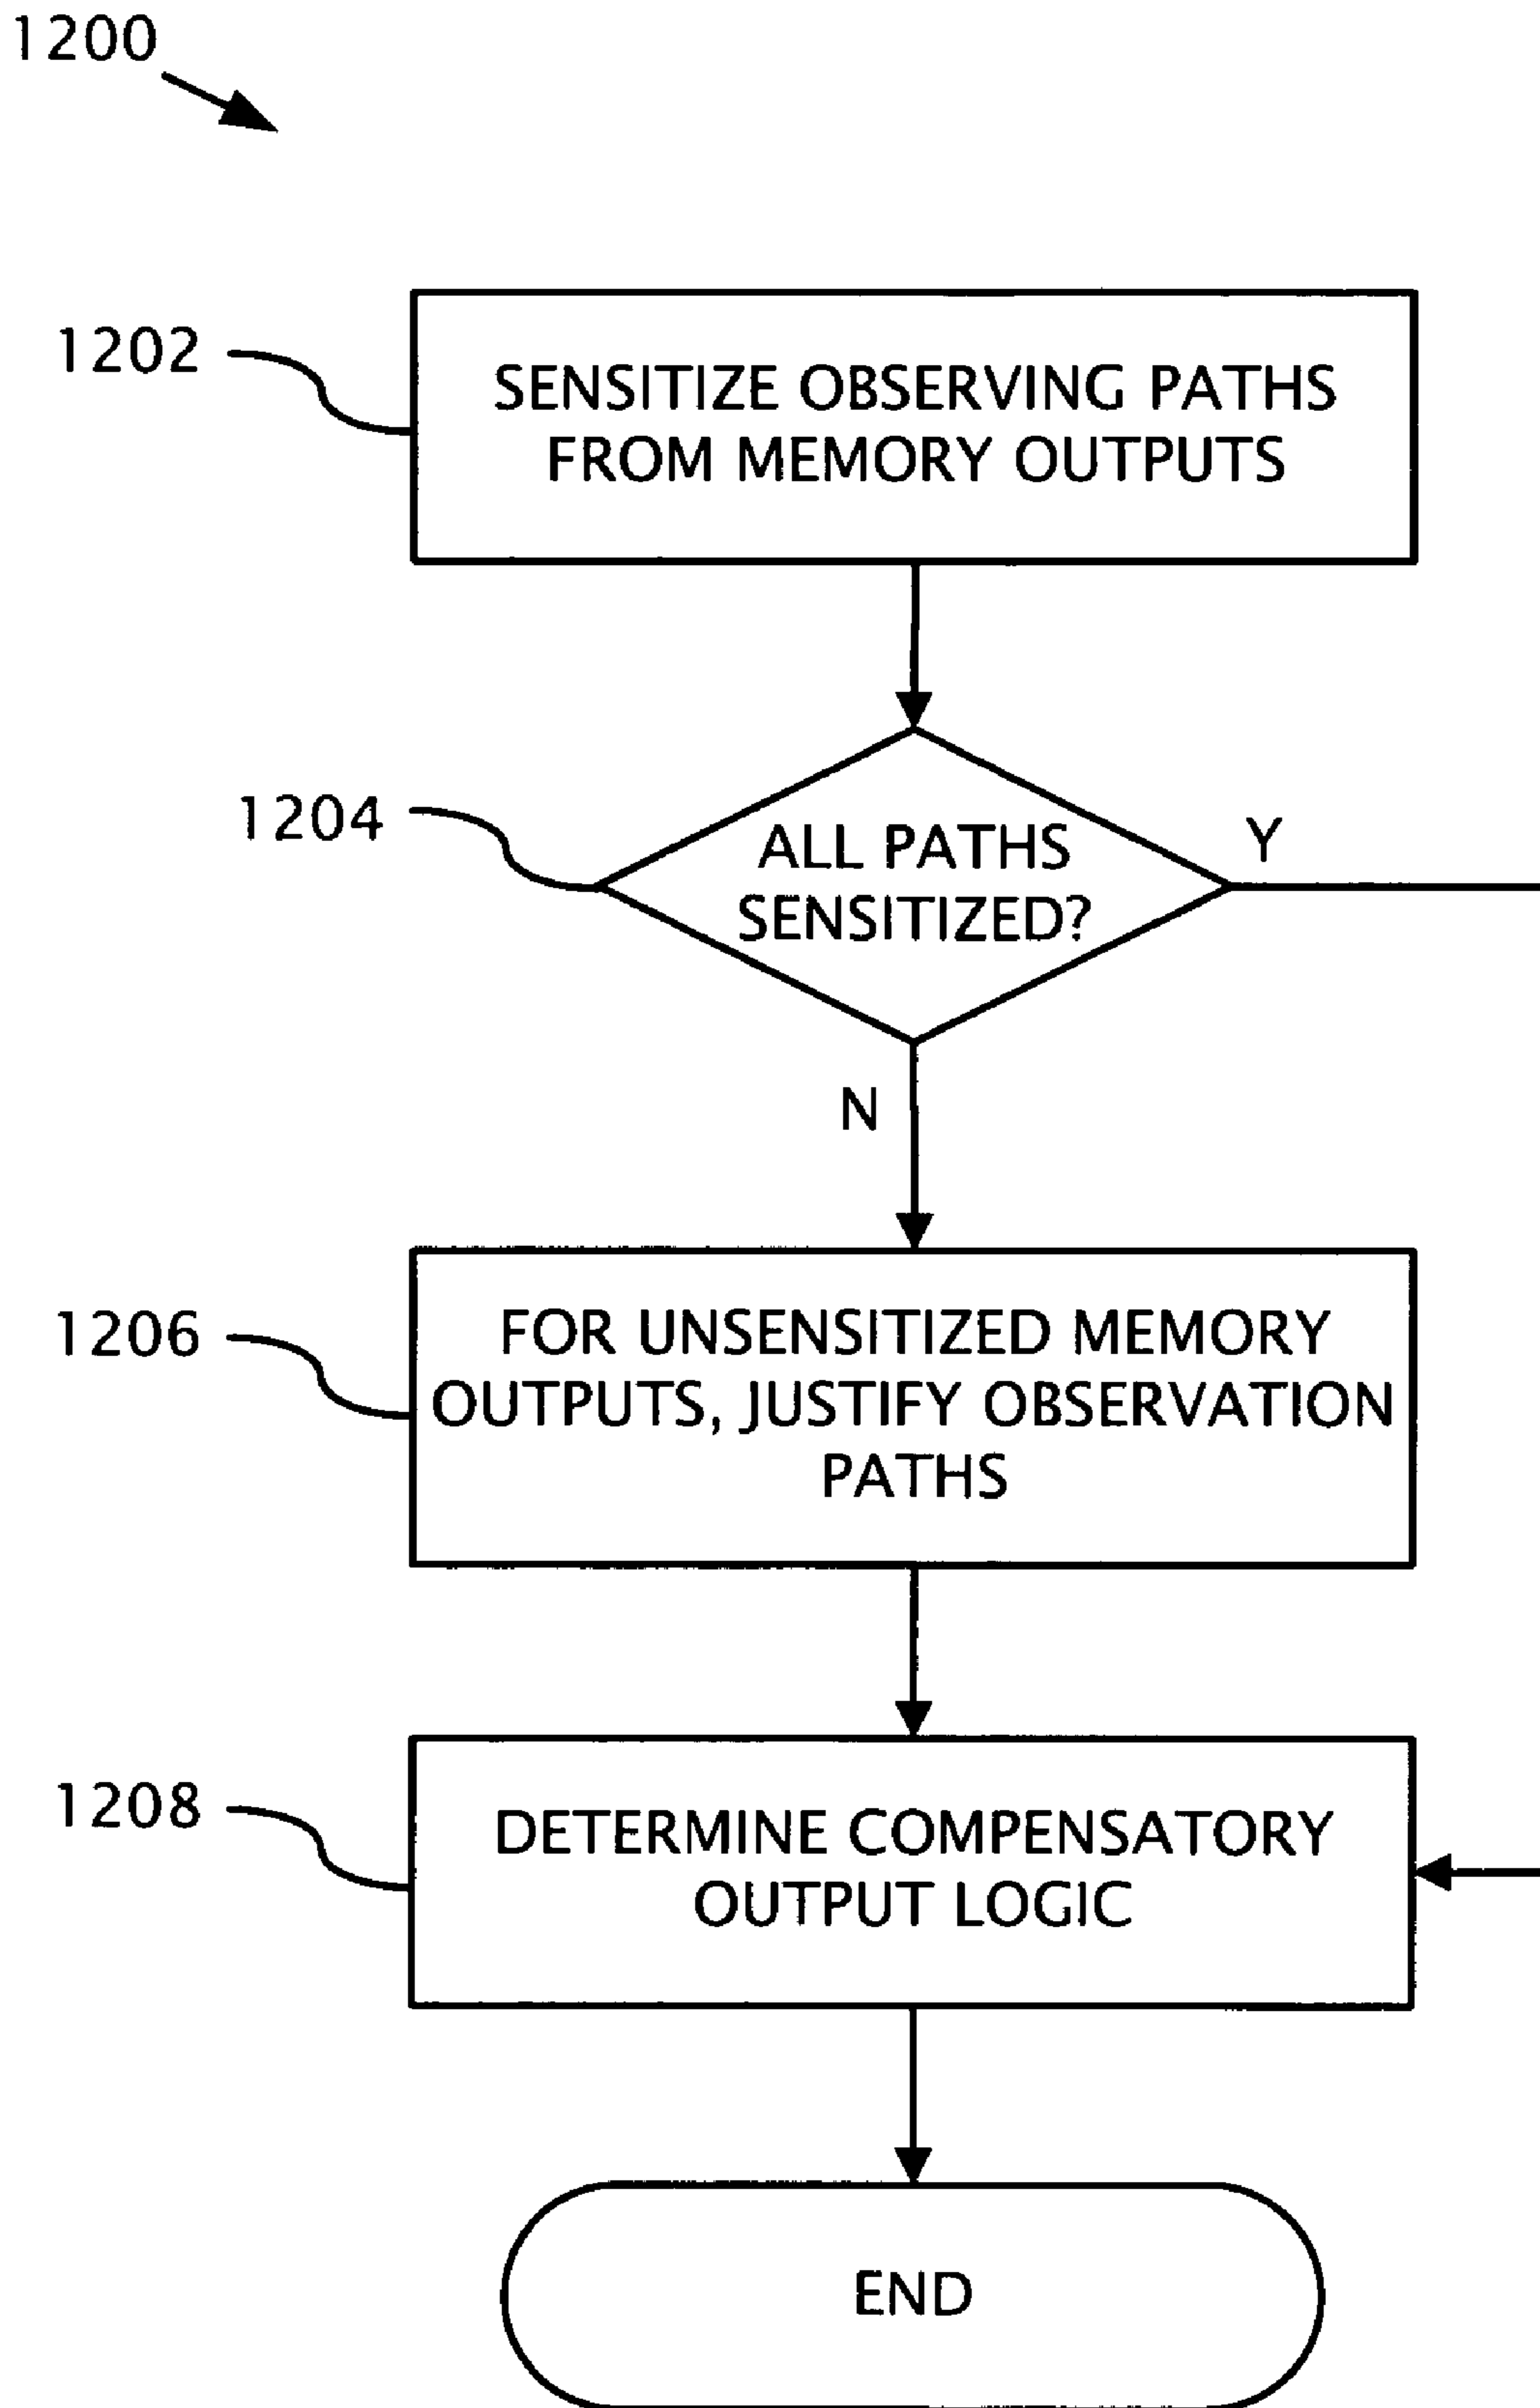 1200
1202
SENSITIZE OBSERVING PATHS
FROM MEMORY OUTPUTS
1204
ALL PATHS
SENSITIZED?
Y
N
1206
FOR UNSENSITIZED MEMORY
OUTPUTS, JUSTIFY OBSERVATION
PATHS
1208
DETERMINE COMPENSATORY
OUTPUT LOGIC
END